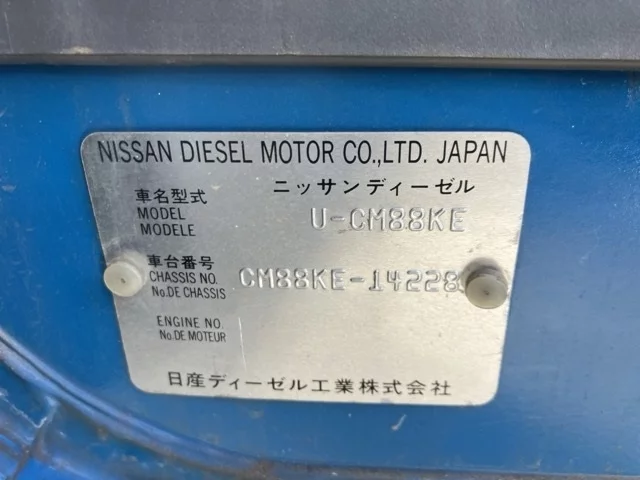 NISSAN DIESEL MOTOR CO.,LTD. JAPAN
ニッサンディーゼル
車名型式
MODEL
MODELE
U-CM88KE
車台番号
CHASSIS NO.
No.DE CHASSIS
CM88KE-14228
ENGINE NO.
No.DE MOTEUR
日産ディーゼル工業株式会社